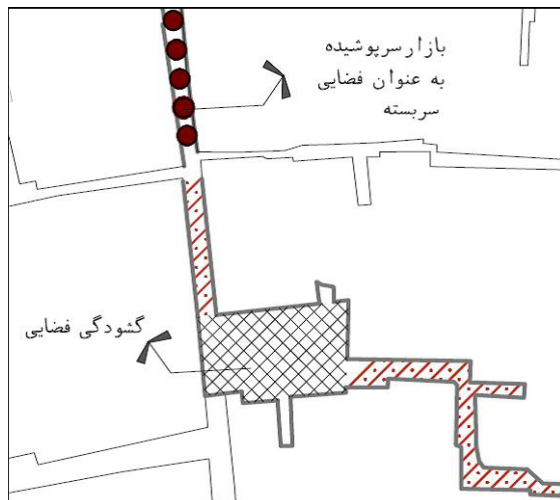 بازار سرپوشیده
به عنوان فضایی
سربسته
گشودگی فضایی